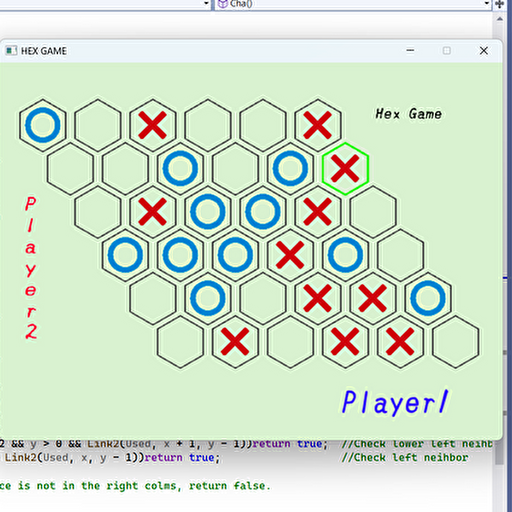 Cha()
HEX GAME
Hex Game
Player2
Player1
2 && y > 0 && Link2(Used, x + 1, y - 1))return true; //Check lower left neihb
Link2(Used, x, y - 1))return true; //Check left neihbor
ce is not in the right colms, return false.